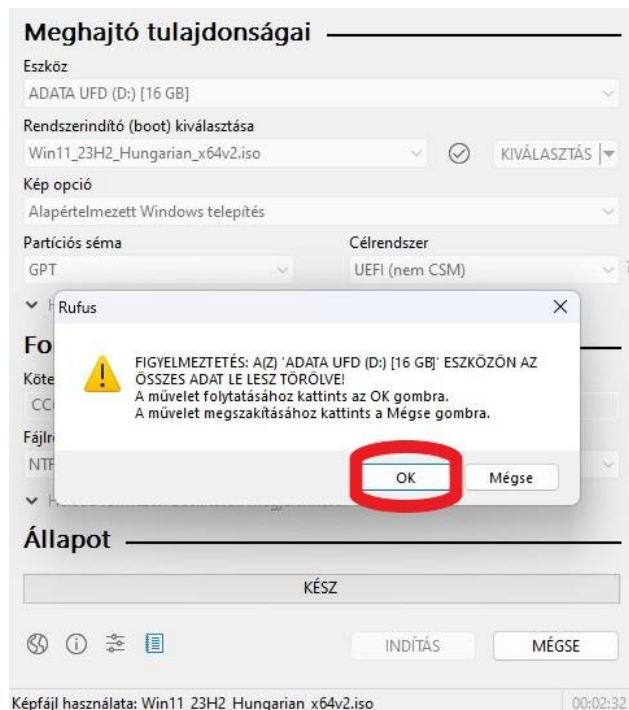 Meghajtó tulajdonságai
Eszköz
ADATA UFD (D:) [16 GB]
Rendszerindító (boot) kiválasztása
Win11_23H2_Hungarian_x64v2.iso
KIVÁLASZTÁS
Kép opció
Alapértelmezett Windows telepítés
Partíciós séma
Célrendszer
GPT
UEFI (nem CSM)
Rufus
FIGYELMEZTETÉS: A(Z) 'ADATA UFD (D:) [16 GB]' ESZKÖZÖN AZ
ÖSSZES ADAT LE LESZ TÖRÖLVE!
A művelet folytatásához kattints az OK gombra.
A művelet megszakításához kattints a Mégse gombra.
OK
Mégse
Állapot
KÉSZ
INDÍTÁS
MÉGSE
Képfájl használata: Win11_23H2_Hungarian_x64v2.iso
00:02:32